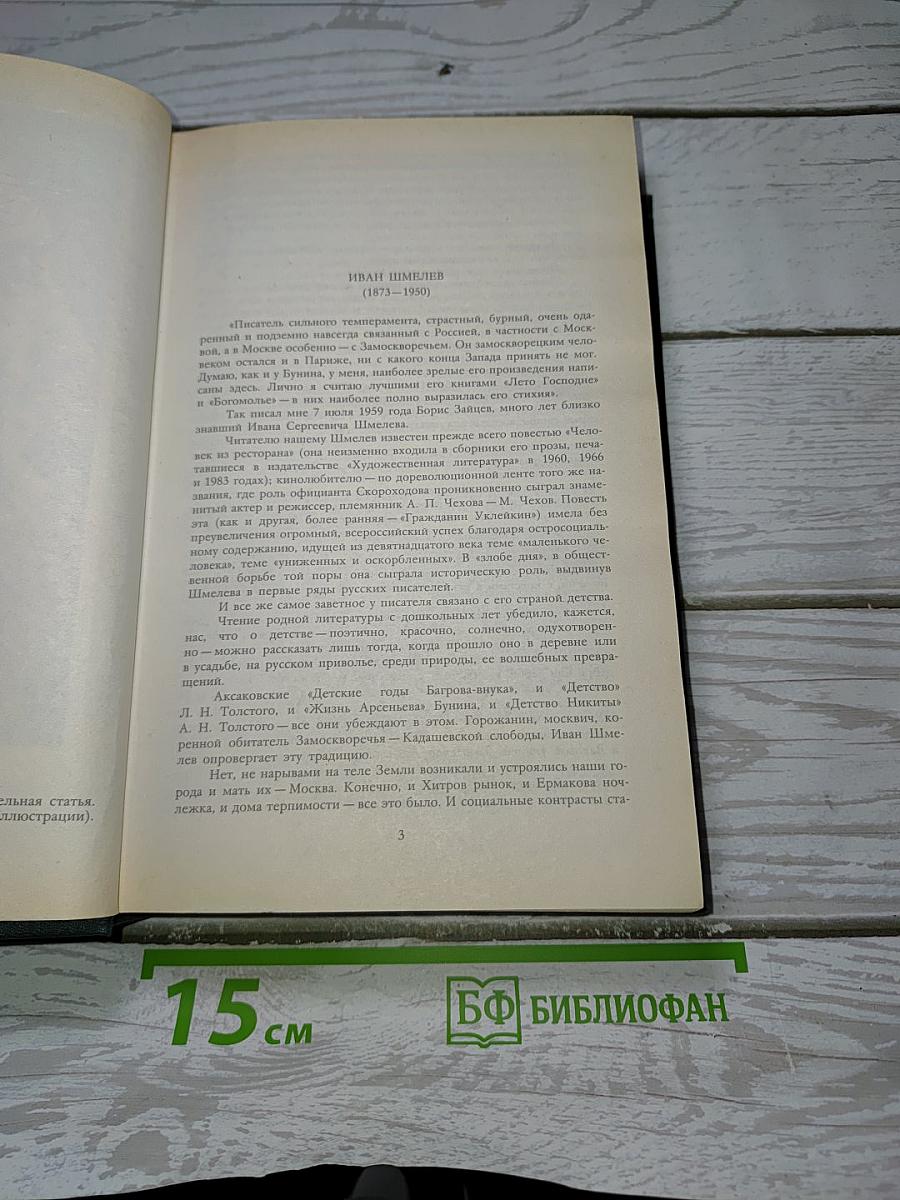 ельная статья.
ллюстрации).
ИВАН ШМЕЛЕВ
(1873—1950)
«Писатель сильного темперамента, страстный, бурный, очень ода-
ренный и подземно навсегда связанный с Россией, в частности с Моск-
вой, а в Москве особенно — с Замоскворечьем. Он замоскворецким чело-
веком остался и в Париже, ни с какого конца Запада принять не мог.
Думаю, как и у Бунина, у меня, наиболее зрелые его произведения напи-
саны здесь. Лично я считаю лучшими его книгами «Лето Господне»
и «Богомолье» — в них наиболее полно выразилась его стихия».
Так писал мне 7 июля 1959 года Борис Зайцев, много лет близко
знавший Ивана Сергеевича Шмелева.
Читателю нашему Шмелев известен прежде всего повестью «Чело-
век из ресторана» (она неизменно входила в сборники его прозы, печа-
тавшиеся в издательстве «Художественная литература» в 1960, 1966
и 1983 годах); кинолюбителю — по дореволюционной ленте того же на-
звания, где роль официанта Скороходова проникновенно сыграл знаме-
нитый актер и режиссер, племянник А. П. Чехова — М. Чехов. Повесть
эта (как и другая, более ранняя — «Гражданин Уклейкин») имела без
преувеличения огромный, всероссийский успех благодаря остросоциаль-
ному содержанию, идущей из девятнадцатого века теме «маленького че-
ловека», теме «униженных и оскорбленных». В «злобе дня», в общест-
венной борьбе той поры она сыграла историческую роль, выдвинув
Шмелева в первые ряды русских писателей.
И все же самое заветное у писателя связано с его страной детства.
Чтение родной литературы с дошкольных лет убедило, кажется,
нас, что о детстве — поэтично, красочно, солнечно, одухотворен-
но — можно рассказать лишь тогда, когда прошло оно в деревне или
в усадьбе, на русском приволье, среди природы, ее волшебных превра-
щений.
Аксаковские «Детские годы Багрова-внука», и «Детство»
Л. Н. Толстого, и «Жизнь Арсеньева» Бунина, и «Детство Никиты»
А. Н. Толстого — все они убеждают в этом. Горожанин, москвич, ко-
ренной обитатель Замоскворечья — Кадашевской слободы, Иван Шме-
лев опровергает эту традицию.
Нет, не нарывами на теле Земли возникали и устроялись наши го-
рода и мать их — Москва. Конечно, и Хитров рынок, и Ермакова ноч-
лежка, и дома терпимости — все это было. И социальные контрасты ста-
3
15 см
БФ БИБЛИОФАН